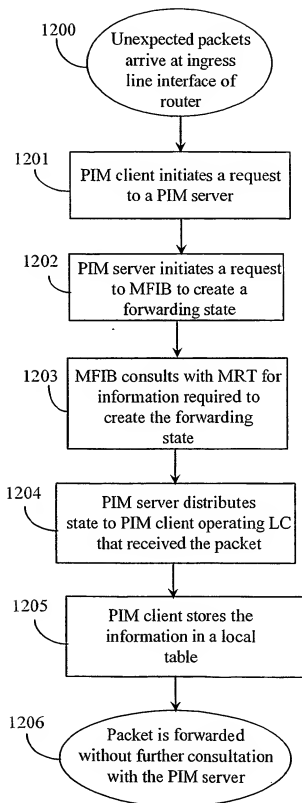 1200
Unexpected packets
arrive at ingress
line interface of
router
1201
PIM client initiates a request
to a PIM server
1202
PIM server initiates a request
to MFIB to create a
forwarding state
1203
MFIB consults with MRT for
information required to
create the forwarding
state
1204
PIM server distributes
state to PIM client operating LC
that received the packet
1205
PIM client stores the
information in a local
table
1206
Packet is forwarded
without further consultation
with the PIM server